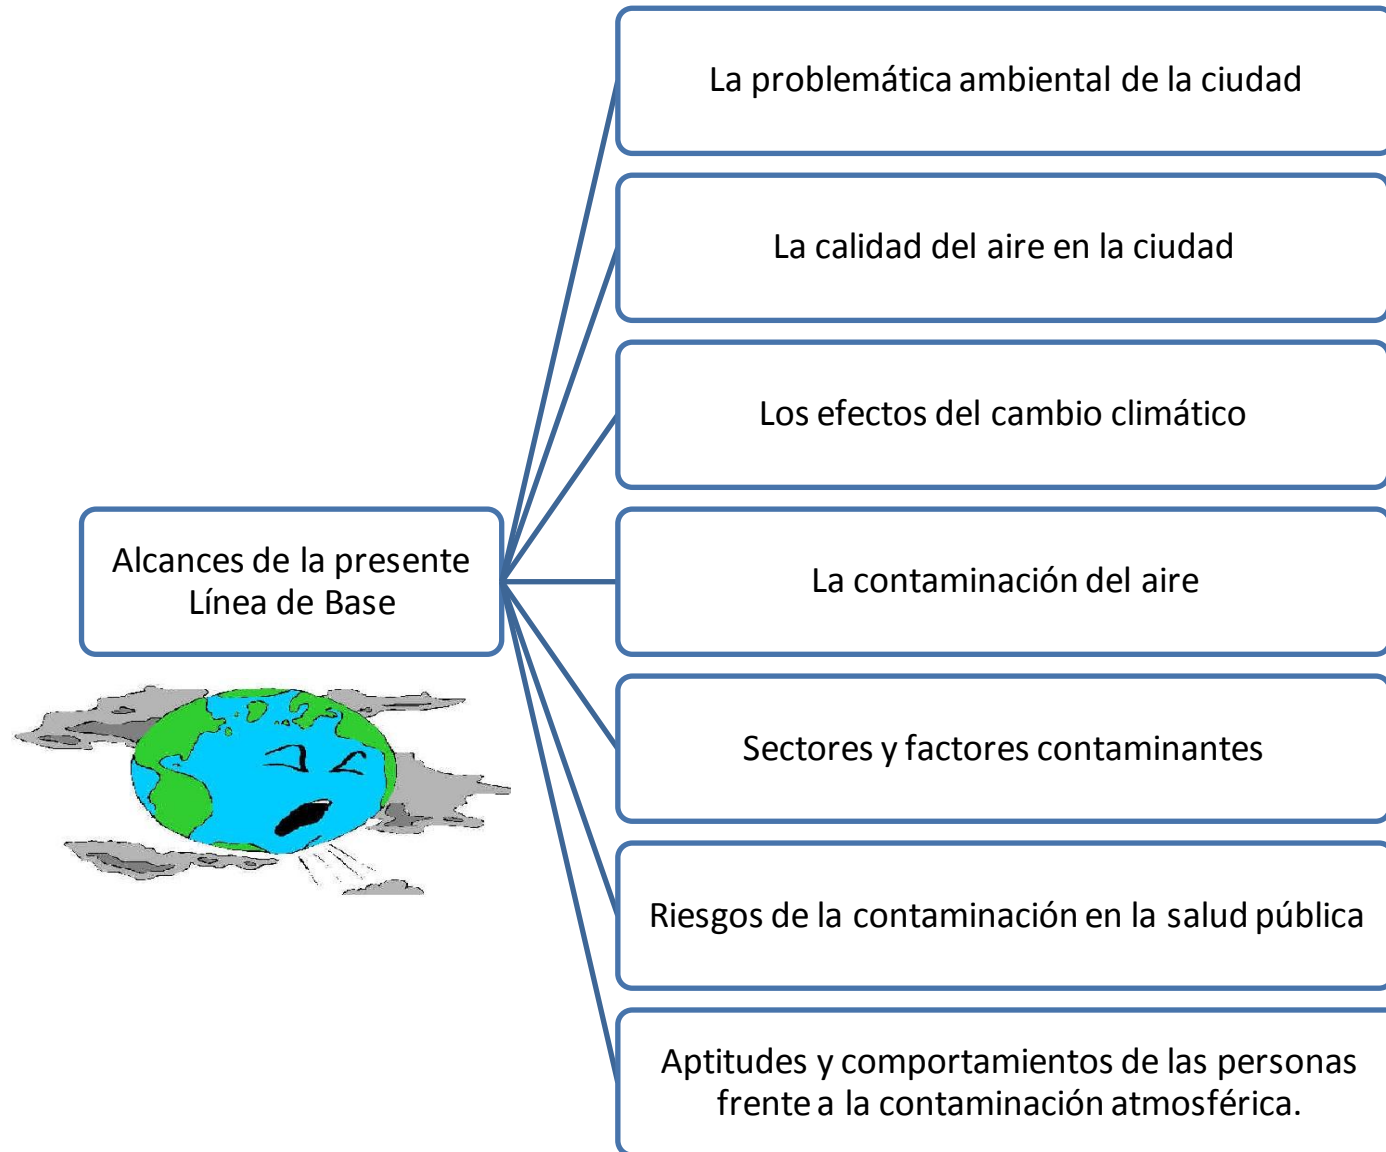 La problemática ambiental de la ciudad
La calidad del aire en la ciudad
Los efectos del cambio climático
Alcances de la presente
Línea de Base
La contaminación del aire
Sectores y factores contaminantes
Riesgos de la contaminación en la salud pública
Aptitudes y comportamientos de las personas
frente a la contaminación atmosférica.